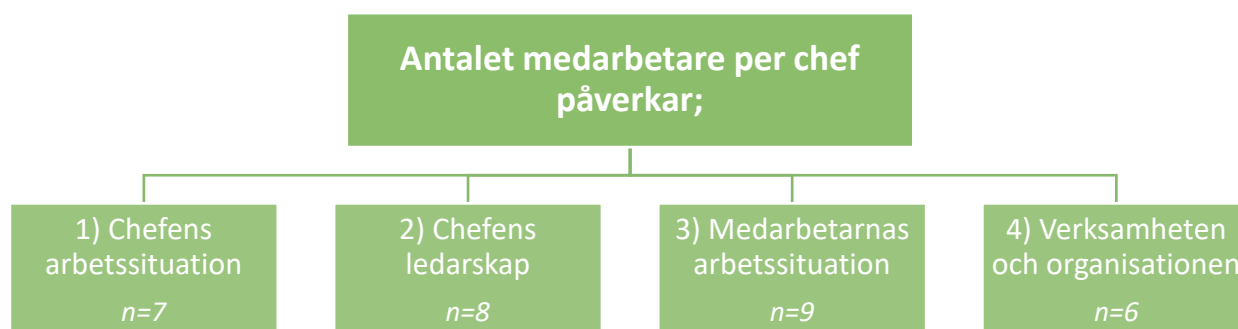 Antalet medarbetare per chef
påverkar;
1) Chefens
arbetssituation
n=7
2) Chefens
ledarskap
n=8
3) Medarbetarnas
arbetssituation
n=9
4) Verksamheten
och organisationen
n=6